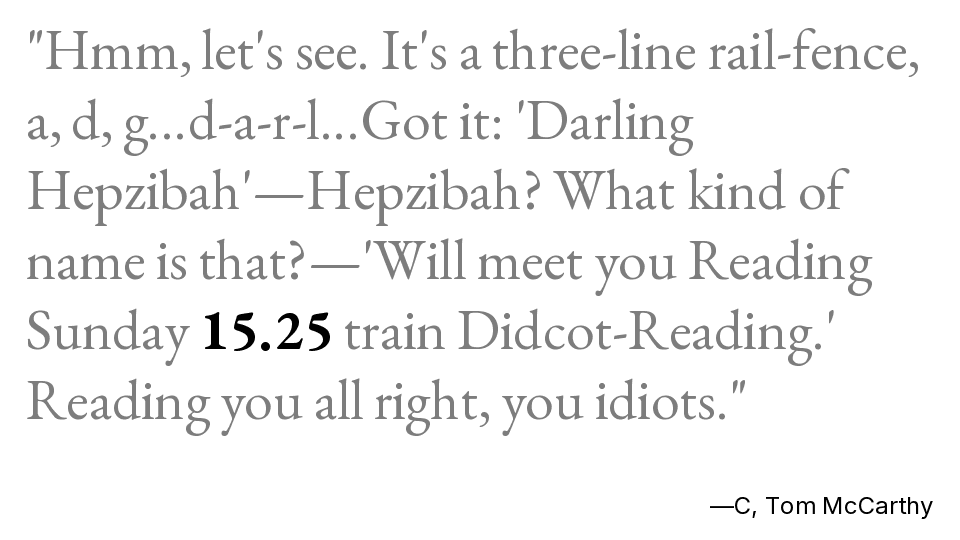 "Hmm, let's see. It's a three-line rail-fence,
a, d, g...d-a-r-l...Got it: 'Darling
Hepzibah'—Hepzibah? What kind of
name is that?—'Will meet you Reading
Sunday 15.25 train Didcot-Reading.'
Reading you all right, you idiots."
—C, Tom McCarthy